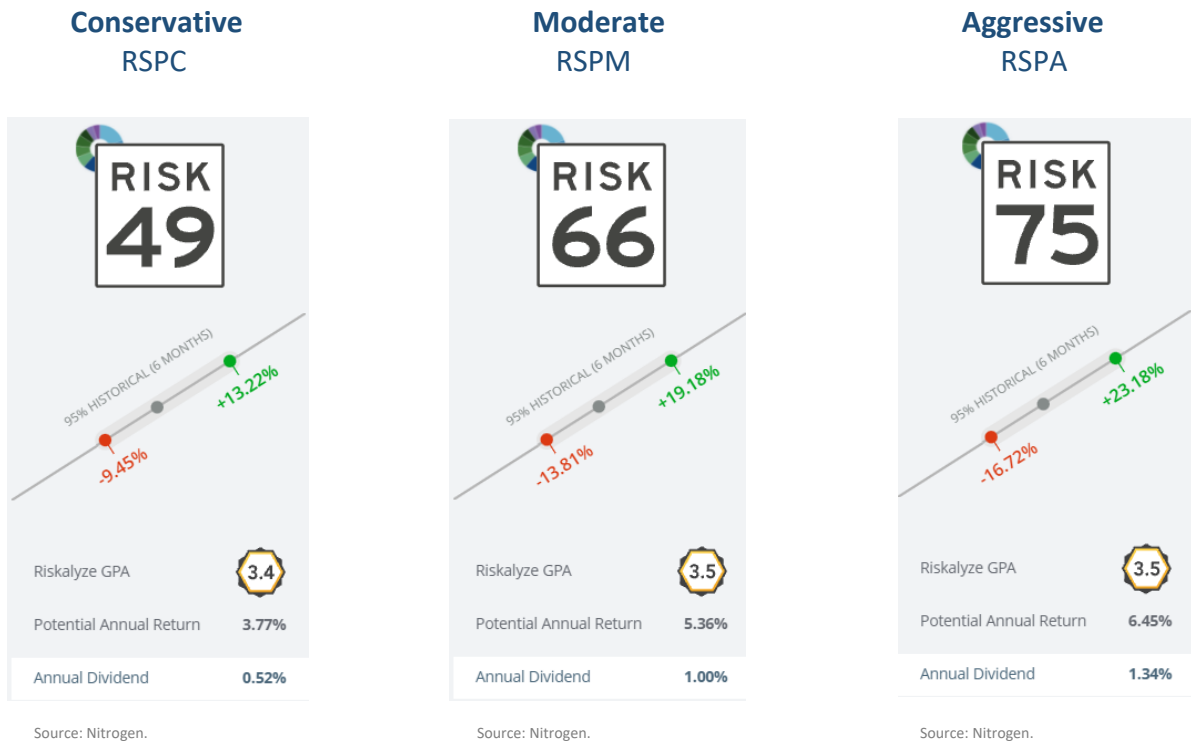 Conservative
RSPC
RISK
49
95% HISTORICAL (6 MONTHS)
+13.22%
-9.45%
Riskalyze GPA 3.4
Potential Annual Return 3.77%
Annual Dividend 0.52%
Source: Nitrogen.
Moderate
RSPM
RISK
66
95% HISTORICAL (6 MONTHS)
+19.18%
-13.81%
Riskalyze GPA 3.5
Potential Annual Return 5.36%
Annual Dividend 1.00%
Source: Nitrogen.
Aggressive
RSPA
RISK
75
95% HISTORICAL (6 MONTHS)
+23.18%
-16.72%
Riskalyze GPA 3.5
Potential Annual Return 6.45%
Annual Dividend 1.34%
Source: Nitrogen.